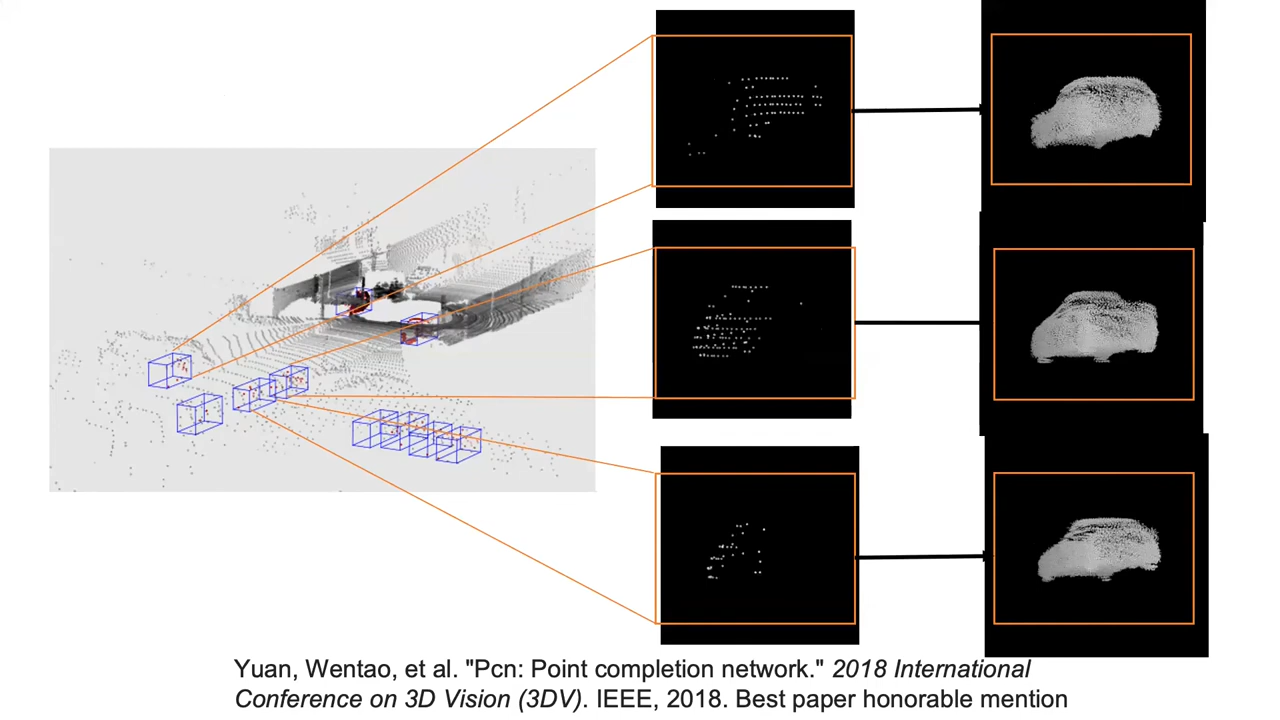 Yuan, Wentao, et al. "Pcn: Point completion network." 2018 International
Conference on 3D Vision (3DV). IEEE, 2018. Best paper honorable mention